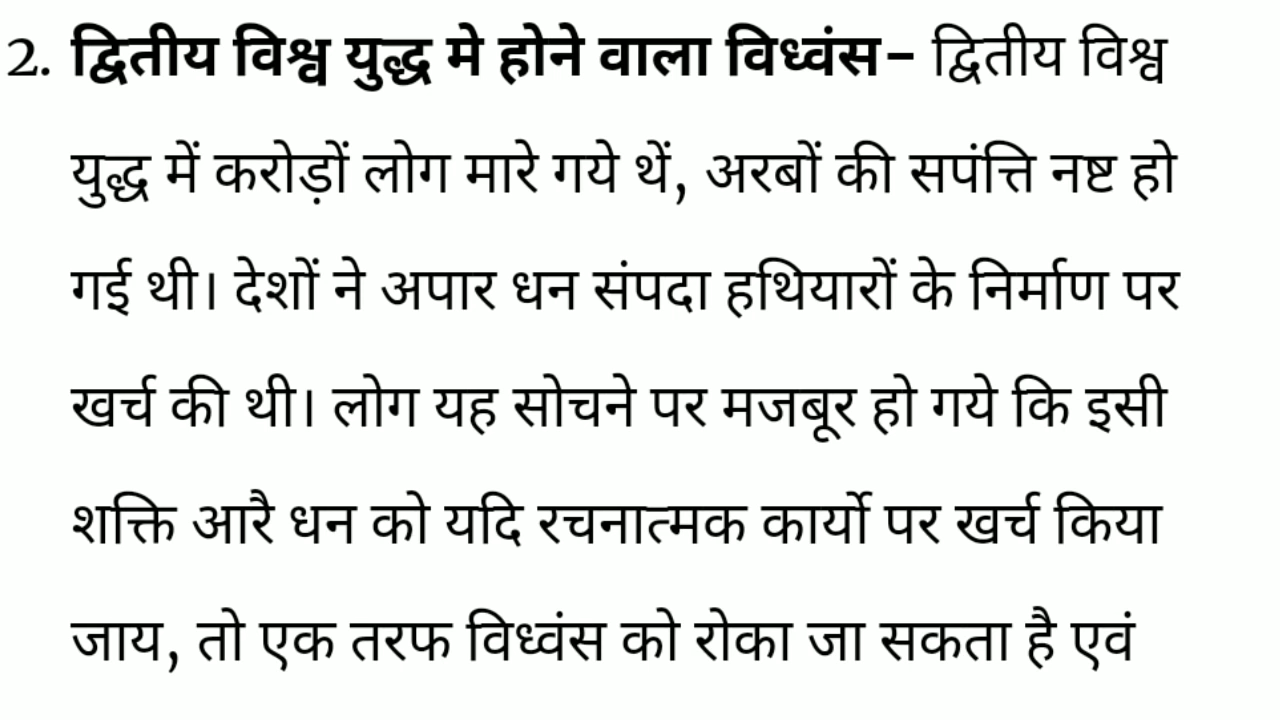 2. द्वितीय विश्व युद्ध मे होने वाला विध्वंस- द्वितीय विश्व
युद्ध में करोड़ों लोग मारे गये थें, अरबों की सपंत्ति नष्ट हो
गई थी। देशों ने अपार धन संपदा हथियारों के निर्माण पर
खर्च की थी। लोग यह सोचने पर मजबूर हो गये कि इसी
शक्ति आरै धन को यदि रचनात्मक कार्यो पर खर्च किया
जाय, तो एक तरफ विध्वंस को रोका जा सकता है एवं